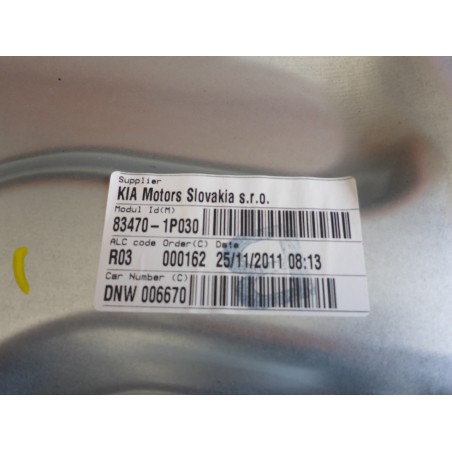 Supplier
KIA Motors Slovakia s.r.o.
Modul Id(M)
83470-1P030
ALC code Order(C) Date
R03 000162 25/11/2011 08:13
Car Number (C)
DNW 006670